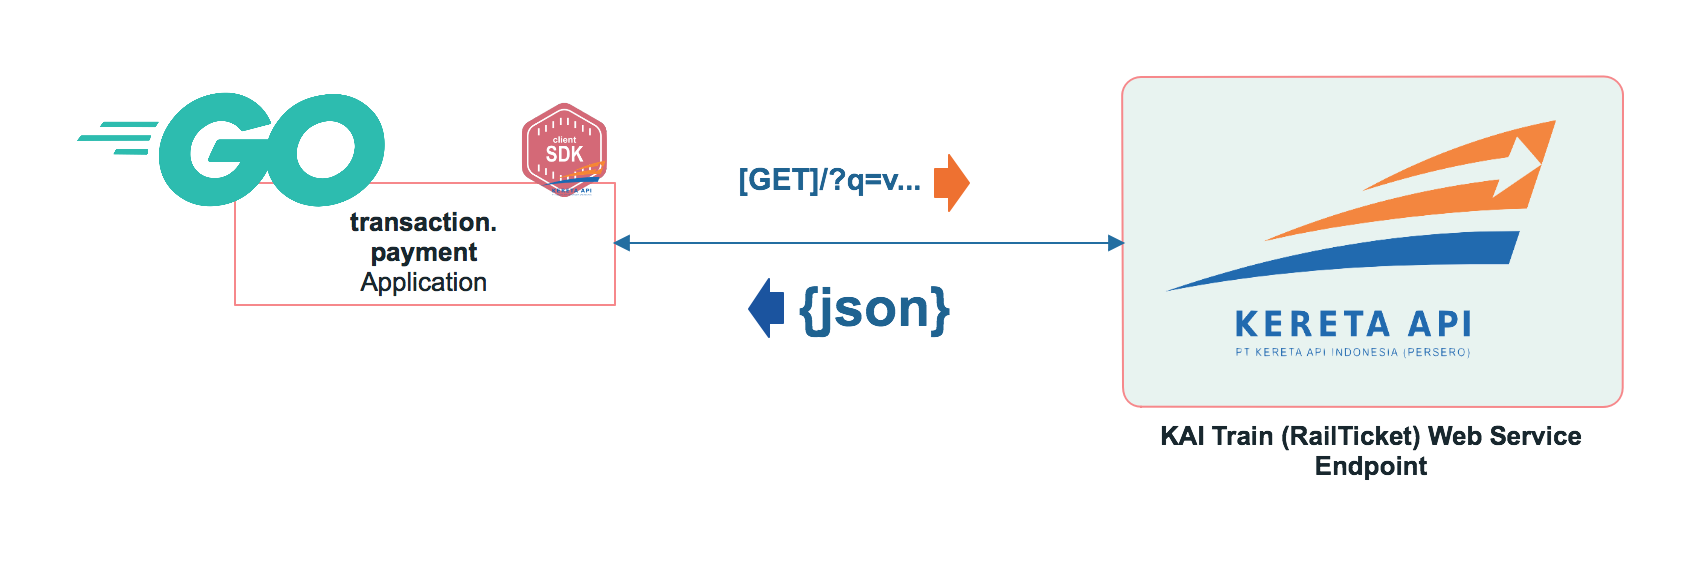 GO
client
SDK
KERETA API
transaction.
payment
Application
[GET]/?q=v...
{json}
KERETA API
PT KERETA API INDONESIA (PERSERO)
KAI Train (RailTicket) Web Service
Endpoint